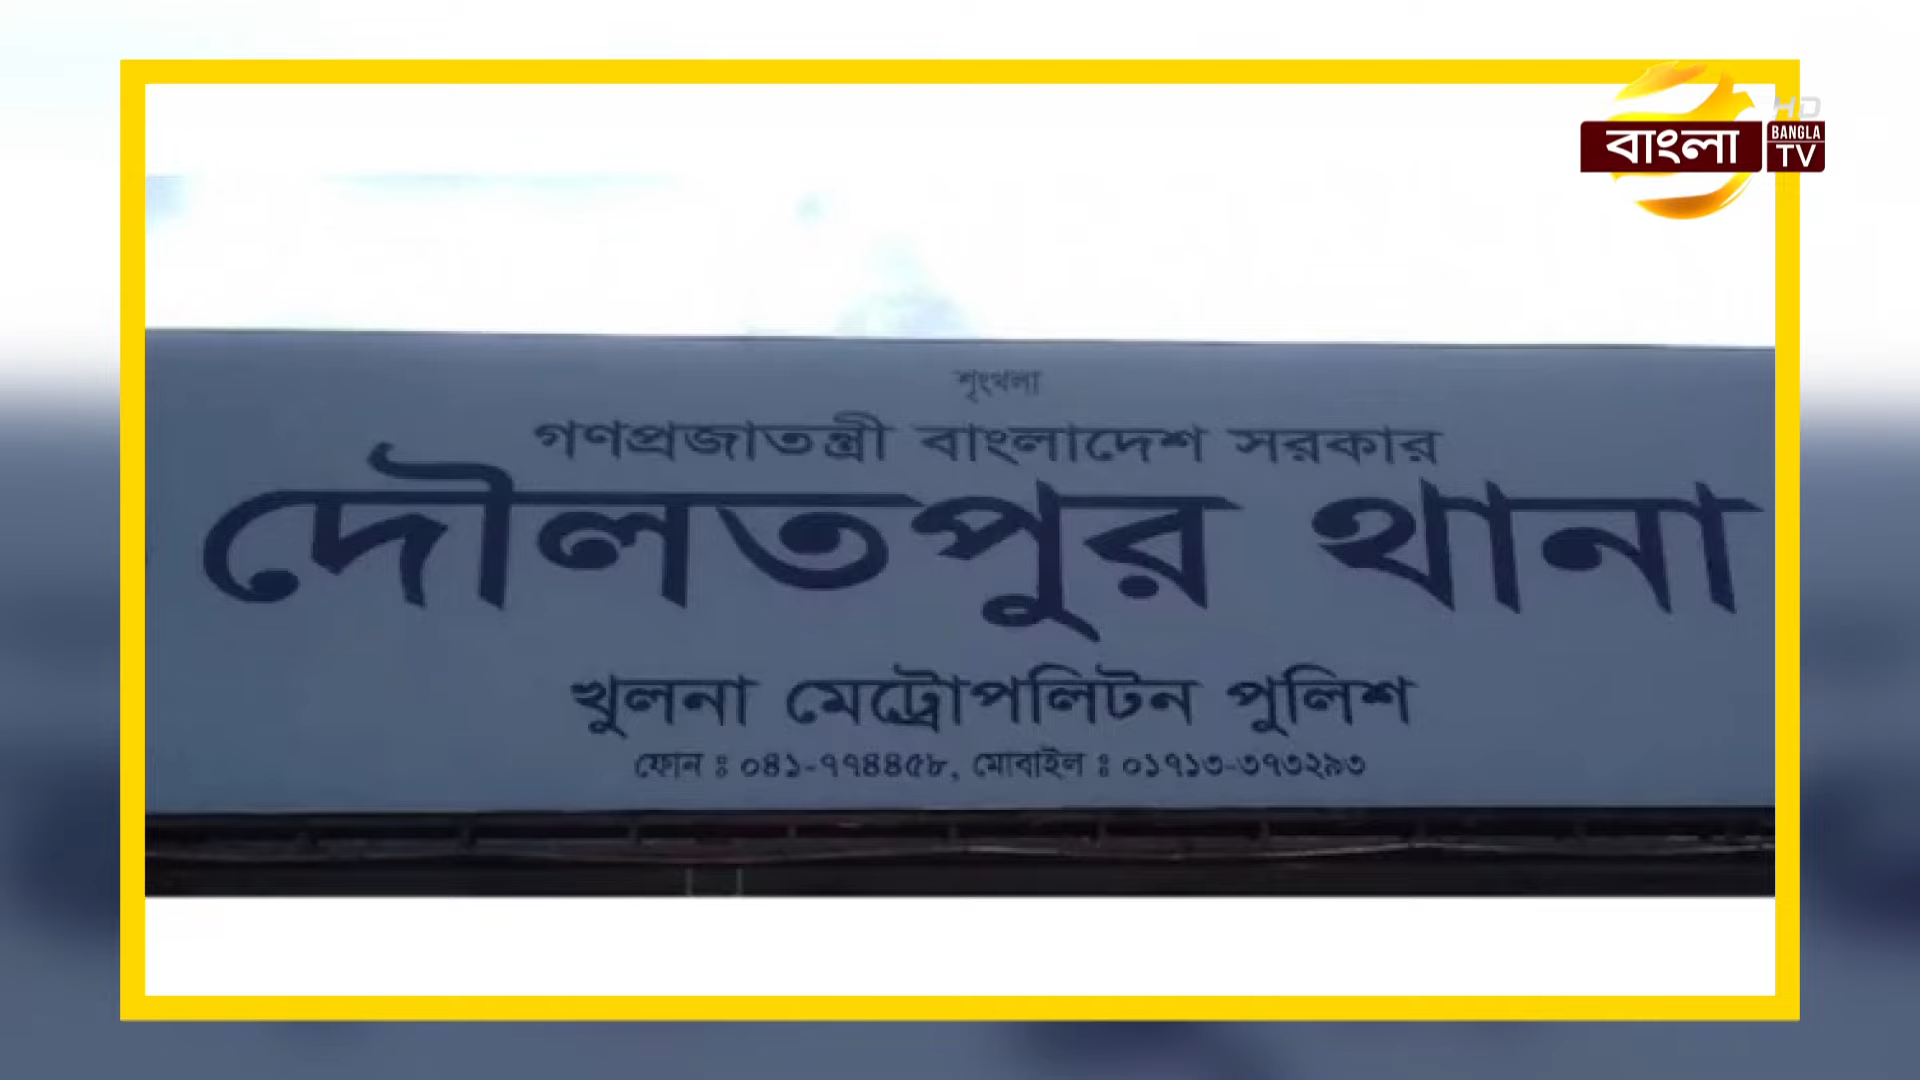 HD
বাংলা BANGLA TV
শৃংখলা
গণপ্রজাতন্ত্রী বাংলাদেশ সরকার
দৌলতপুর থানা
খুলনা মেট্রোপলিটন পুলিশ
ফোন ঃ ০৪১-৭৭৪৪৫৮, মোবাইল ঃ ০১৭১৩-৩৭৩২৯৩